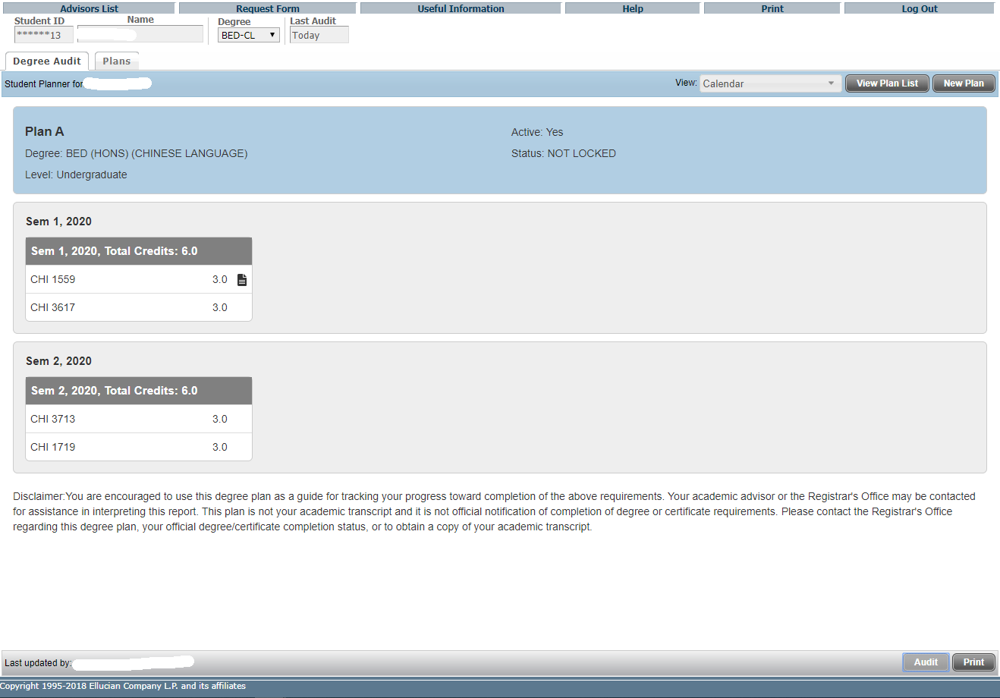 Advisors List Request Form Useful Information Help Print Log Out
Student ID Name Degree Last Audit
******13 BED-CL Today
Degree Audit Plans
Student Planner for View: Calendar View Plan List New Plan
Plan A Active: Yes
Degree: BED (HONS) (CHINESE LANGUAGE) Status: NOT LOCKED
Level: Undergraduate
Sem 1, 2020
Sem 1, 2020, Total Credits: 6.0
CHI 1559 3.0
CHI 3617 3.0
Sem 2, 2020
Sem 2, 2020, Total Credits: 6.0
CHI 3713 3.0
CHI 1719 3.0
Disclaimer:You are encouraged to use this degree plan as a guide for tracking your progress toward completion of the above requirements. Your academic advisor or the Registrar's Office may be contacted
for assistance in interpreting this report. This plan is not your academic transcript and it is not official notification of completion of degree or certificate requirements. Please contact the Registrar's Office
regarding this degree plan, your official degree/certificate completion status, or to obtain a copy of your academic transcript.
Last updated by: Audit Print
Copyright 1995-2018 Ellucian Company L.P. and its affiliates